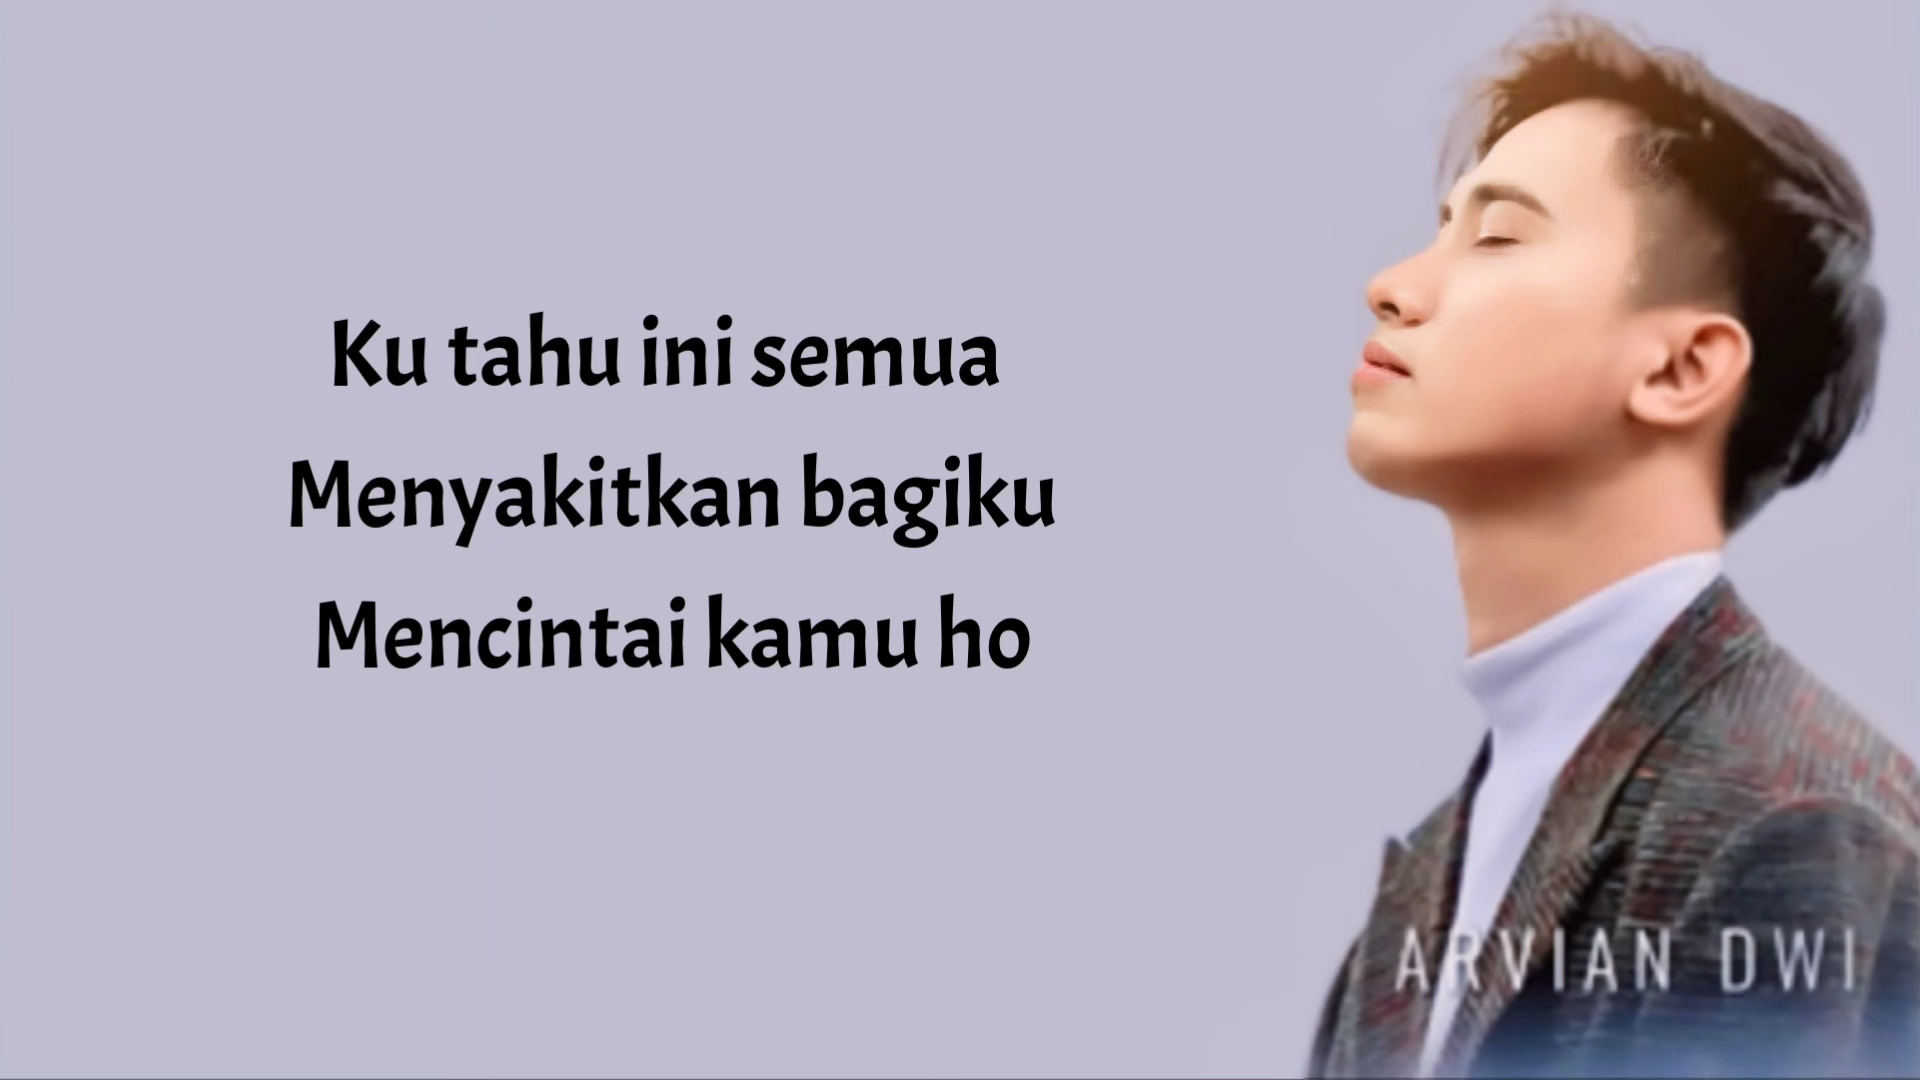 Ku tahu ini semua
Menyakitkan bagiku
Mencintai kamu ho
ARVIAN DWI